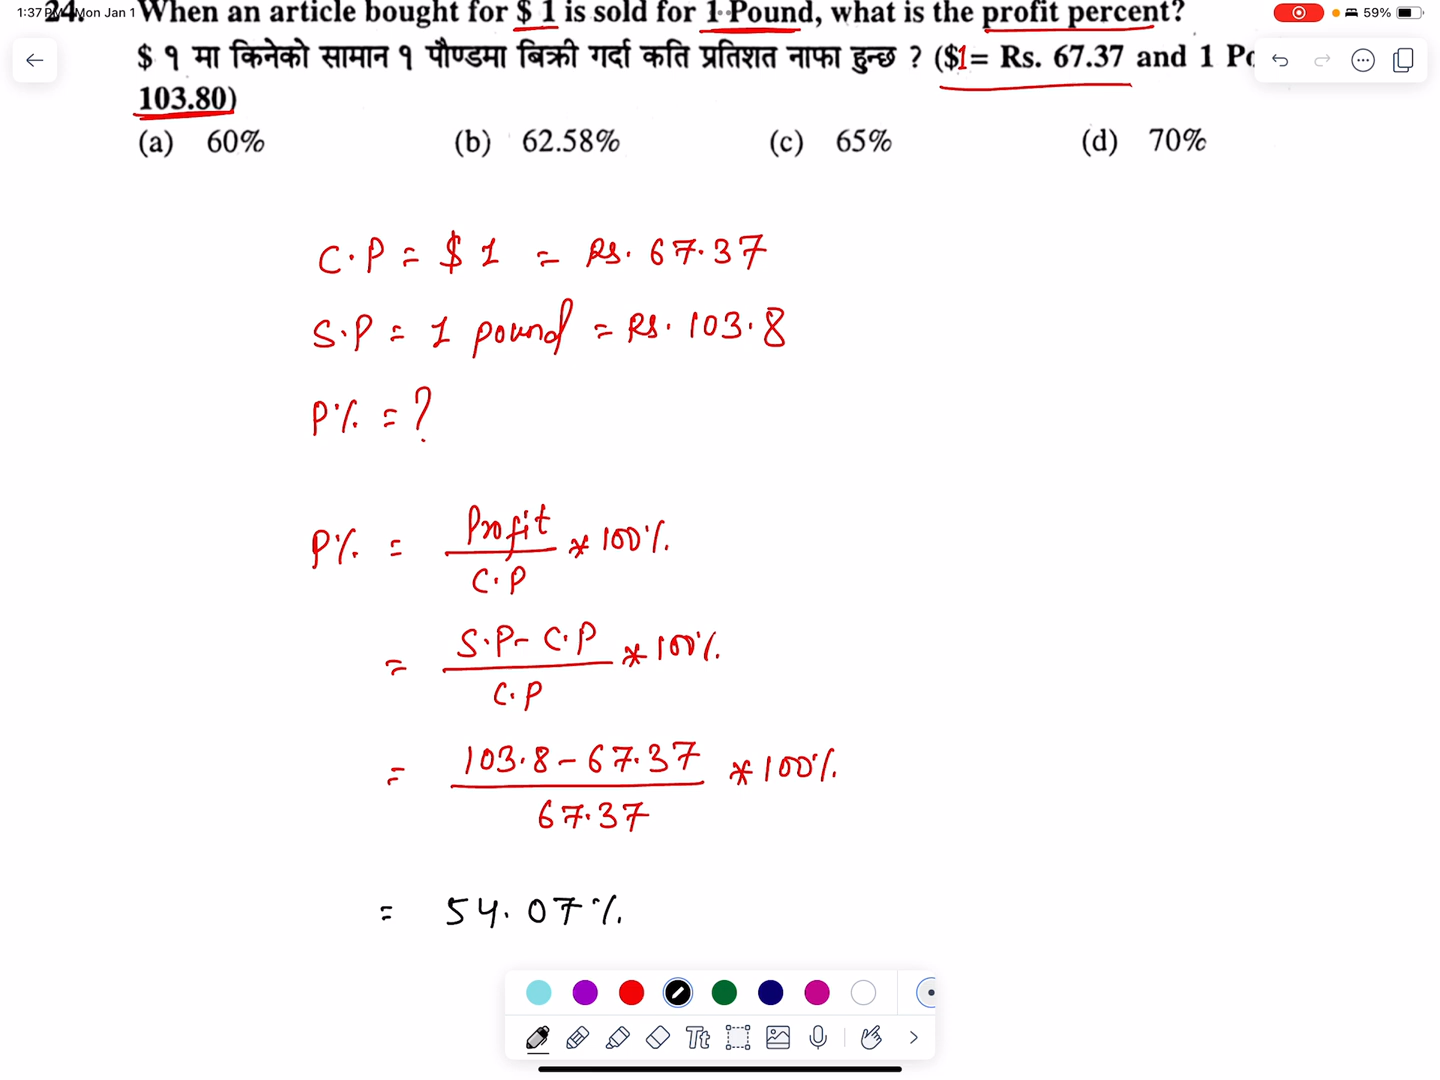 1:37 PM Mon Jan 1
59%
24. When an article bought for $ 1 is sold for 1 Pound, what is the profit percent?
$ १ मा किनेको सामान १ पौण्डमा बिक्री गर्दा कति प्रतिशत नाफा हुन्छ ? ($1= Rs. 67.37 and 1 Po
103.80)
(a) 60% (b) 62.58% (c) 65% (d) 70%
C.P = $ 1 = Rs. 67.37
S.P = 1 pound = Rs. 103.8
P% = ?
P% = Profit / C.P * 100%
= S.P - C.P / C.P * 100%
= 103.8 - 67.37 / 67.37 * 100%
= 54.07%
Tt